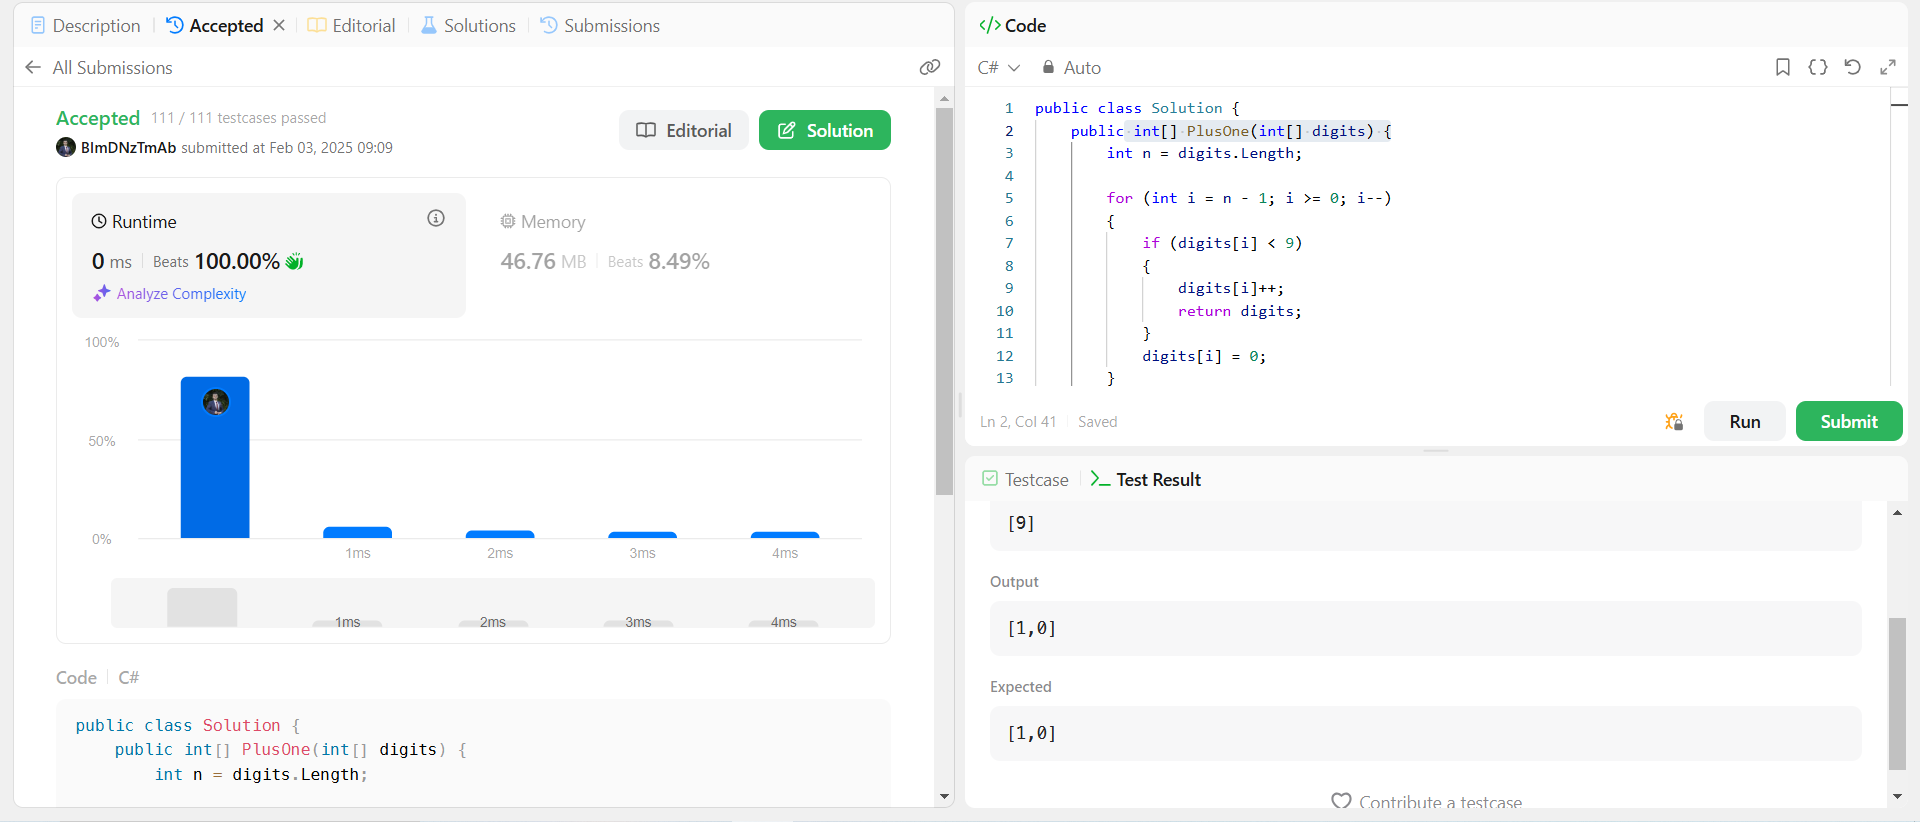 Description
Accepted
Editorial
Solutions
Submissions
All Submissions
Accepted 111 / 111 testcases passed
BImDNzTmAb submitted at Feb 03, 2025 09:09
Editorial
Solution
Runtime
0 ms Beats 100.00%
Analyze Complexity
Memory
46.76 MB Beats 8.49%
100%
50%
0%
1ms 2ms 3ms 4ms
1ms 2ms 3ms 4ms
Code C#
public class Solution {
    public int[] PlusOne(int[] digits) {
        int n = digits.Length;
</> Code
C# Auto
1 public class Solution {
2     public int[] PlusOne(int[] digits) {
3         int n = digits.Length;
4
5         for (int i = n - 1; i >= 0; i--)
6         {
7             if (digits[i] < 9)
8             {
9                 digits[i]++;
10                 return digits;
11             }
12             digits[i] = 0;
13         }
Ln 2, Col 41 Saved
Run
Submit
Testcase
Test Result
[9]
Output
[1,0]
Expected
[1,0]
Contribute a testcase